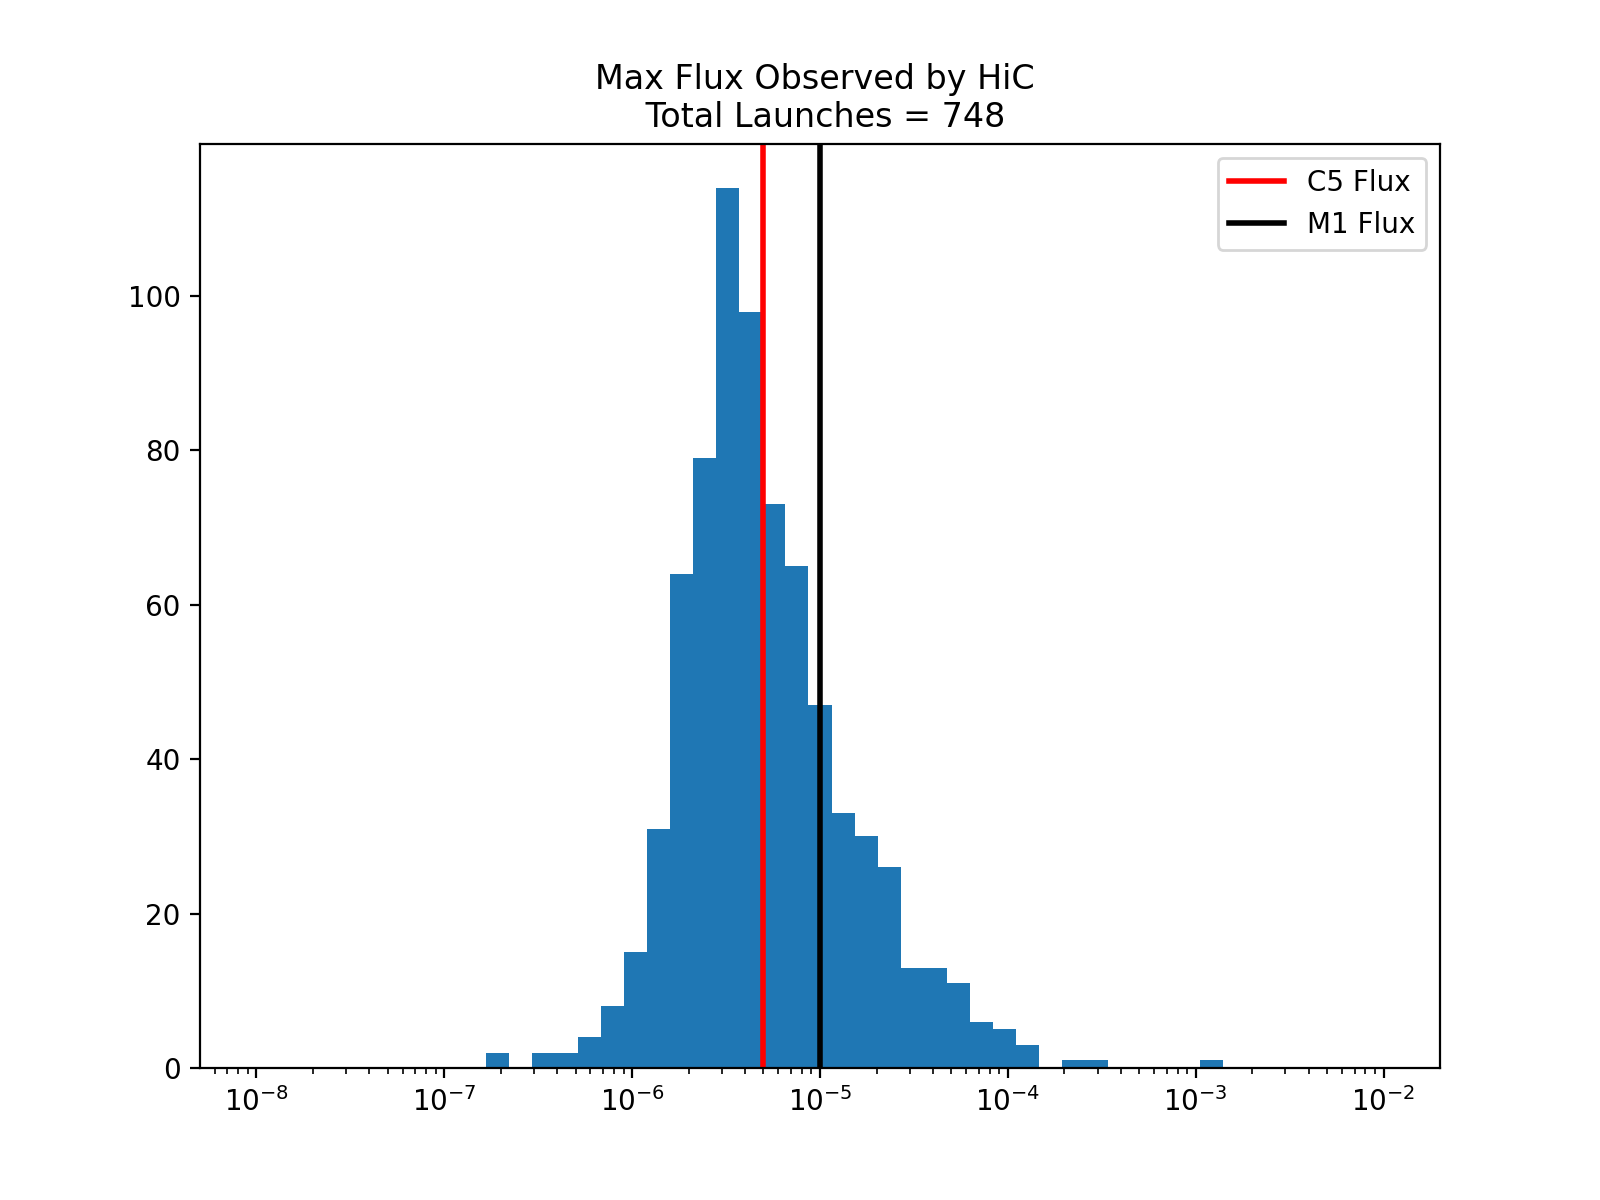 Max Flux Observed by HiC
Total Launches = 748
C5 Flux
M1 Flux
100
80
60
40
20
0
10⁻⁸ 10⁻⁷ 10⁻⁶ 10⁻⁵ 10⁻⁴ 10⁻³ 10⁻²